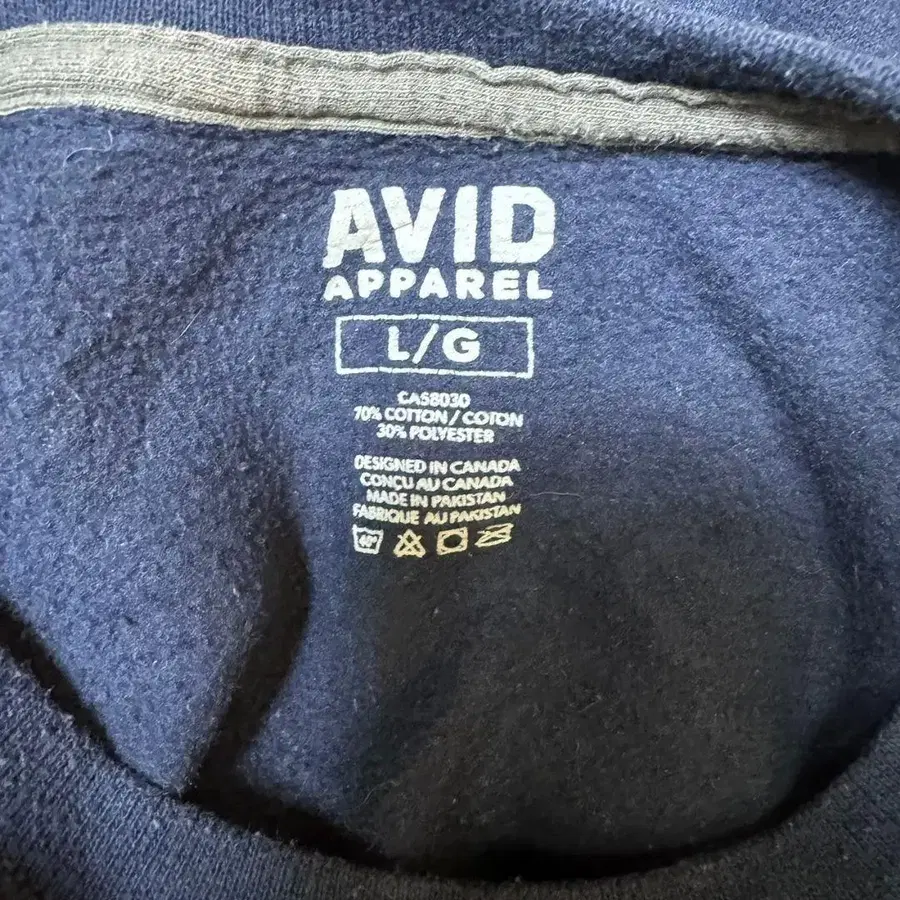 AVID
APPAREL
L/G
CA58030
70% COTTON / COTON
30% POLYESTER
DESIGNED IN CANADA
CONÇU AU CANADA
MADE IN PAKISTAN
FABRIQUE AU PAKISTAN
40°